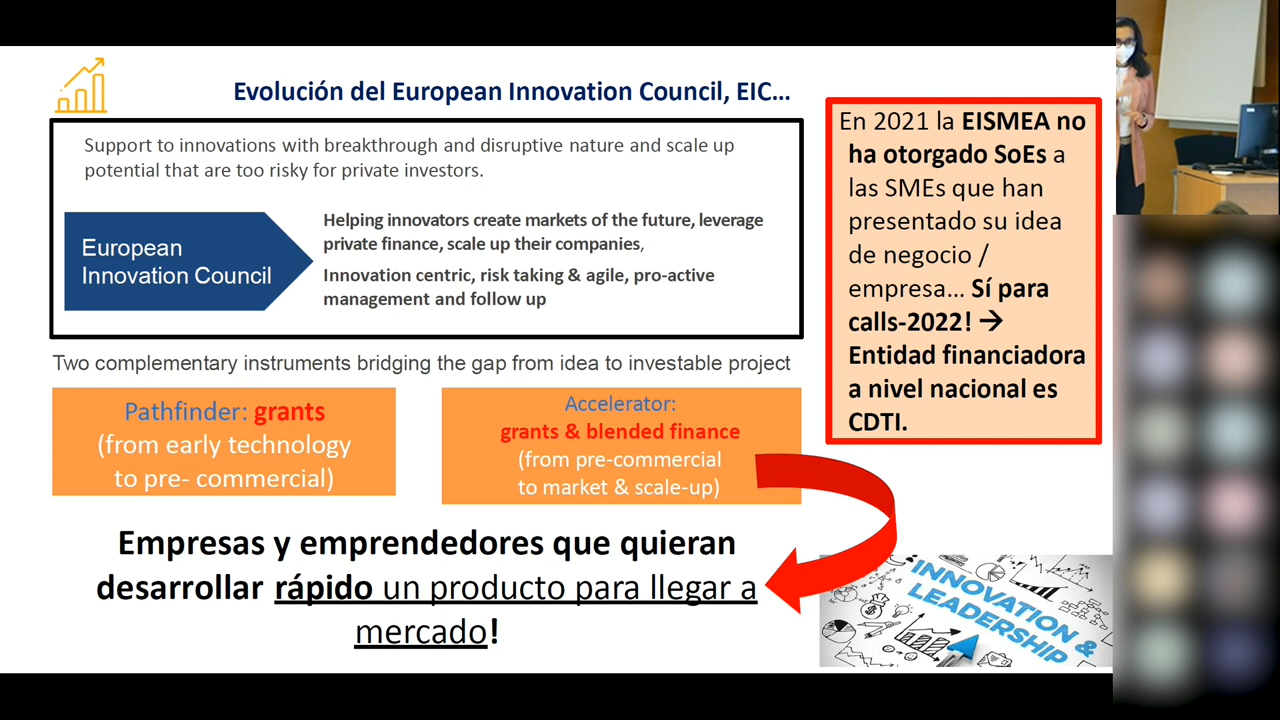 Evolución del European Innovation Council, EIC...
Support to innovations with breakthrough and disruptive nature and scale up
potential that are too risky for private investors.
European
Innovation Council
Helping innovators create markets of the future, leverage
private finance, scale up their companies,
Innovation centric, risk taking & agile, pro-active
management and follow up
Two complementary instruments bridging the gap from idea to investable project
Pathfinder: grants
(from early technology
to pre- commercial)
Accelerator:
grants & blended finance
(from pre-commercial
to market & scale-up)
Empresas y emprendedores que quieran
desarrollar rápido un producto para llegar a
mercado!
En 2021 la EISMEA no
ha otorgado SoEs a
las SMEs que han
presentado su idea
de negocio /
empresa... Sí para
calls-2022! →
Entidad financiadora
a nivel nacional es
CDTI.
INNOVATION &
LEADERSHIP